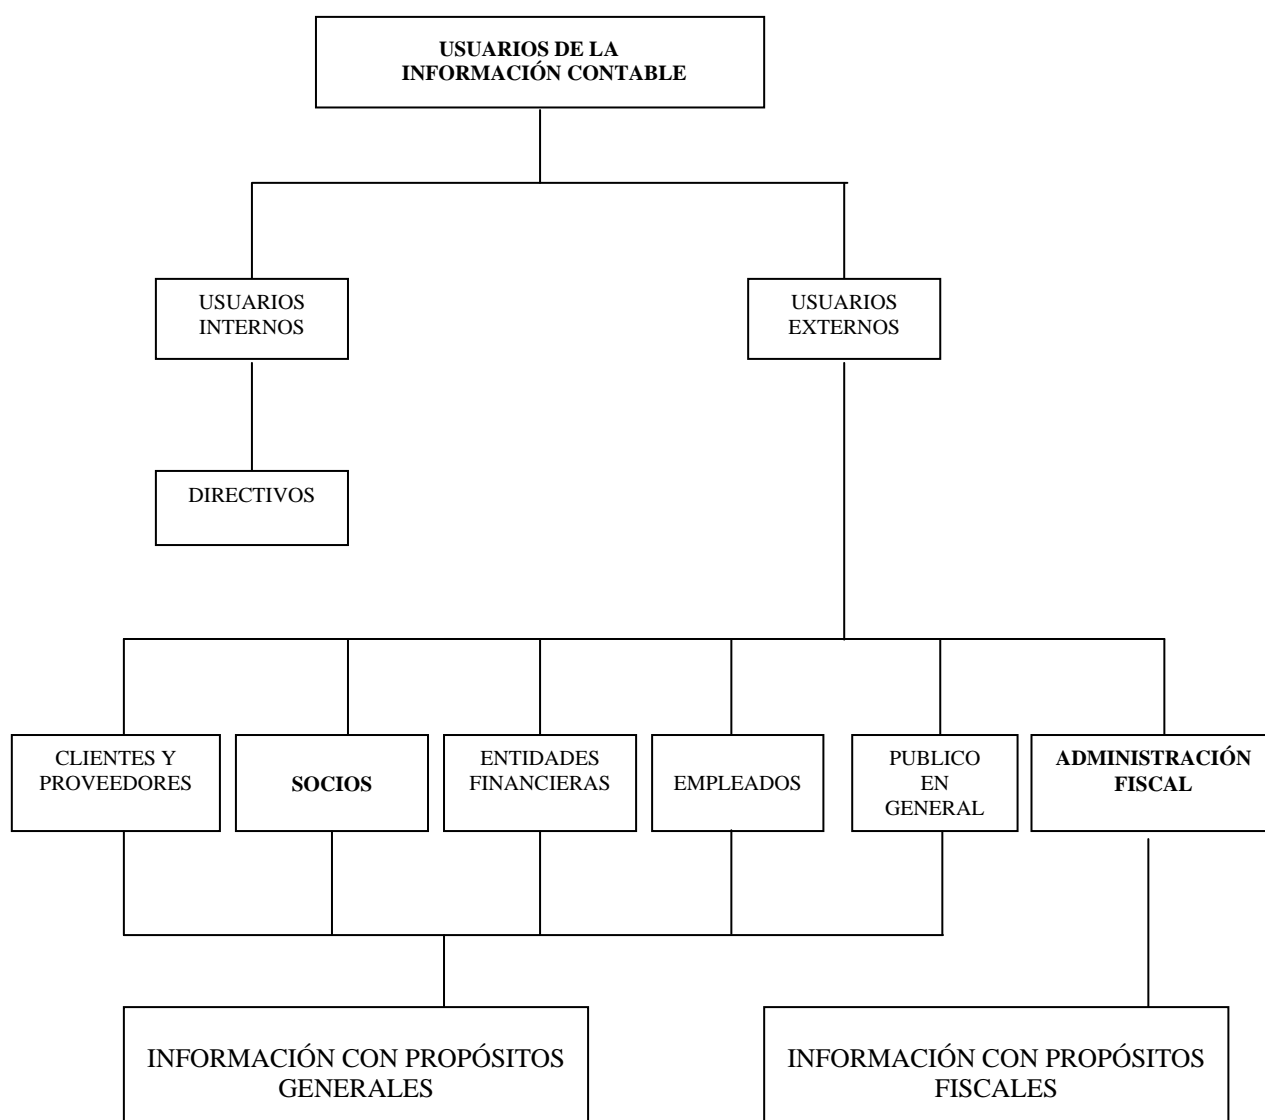 USUARIOS DE LA
INFORMACIÓN CONTABLE
USUARIOS
INTERNOS
USUARIOS
EXTERNOS
DIRECTIVOS
CLIENTES Y
PROVEEDORES
SOCIOS
ENTIDADES
FINANCIERAS
EMPLEADOS
PUBLICO
EN
GENERAL
ADMINISTRACIÓN
FISCAL
INFORMACIÓN CON PROPÓSITOS
GENERALES
INFORMACIÓN CON PROPÓSITOS
FISCALES